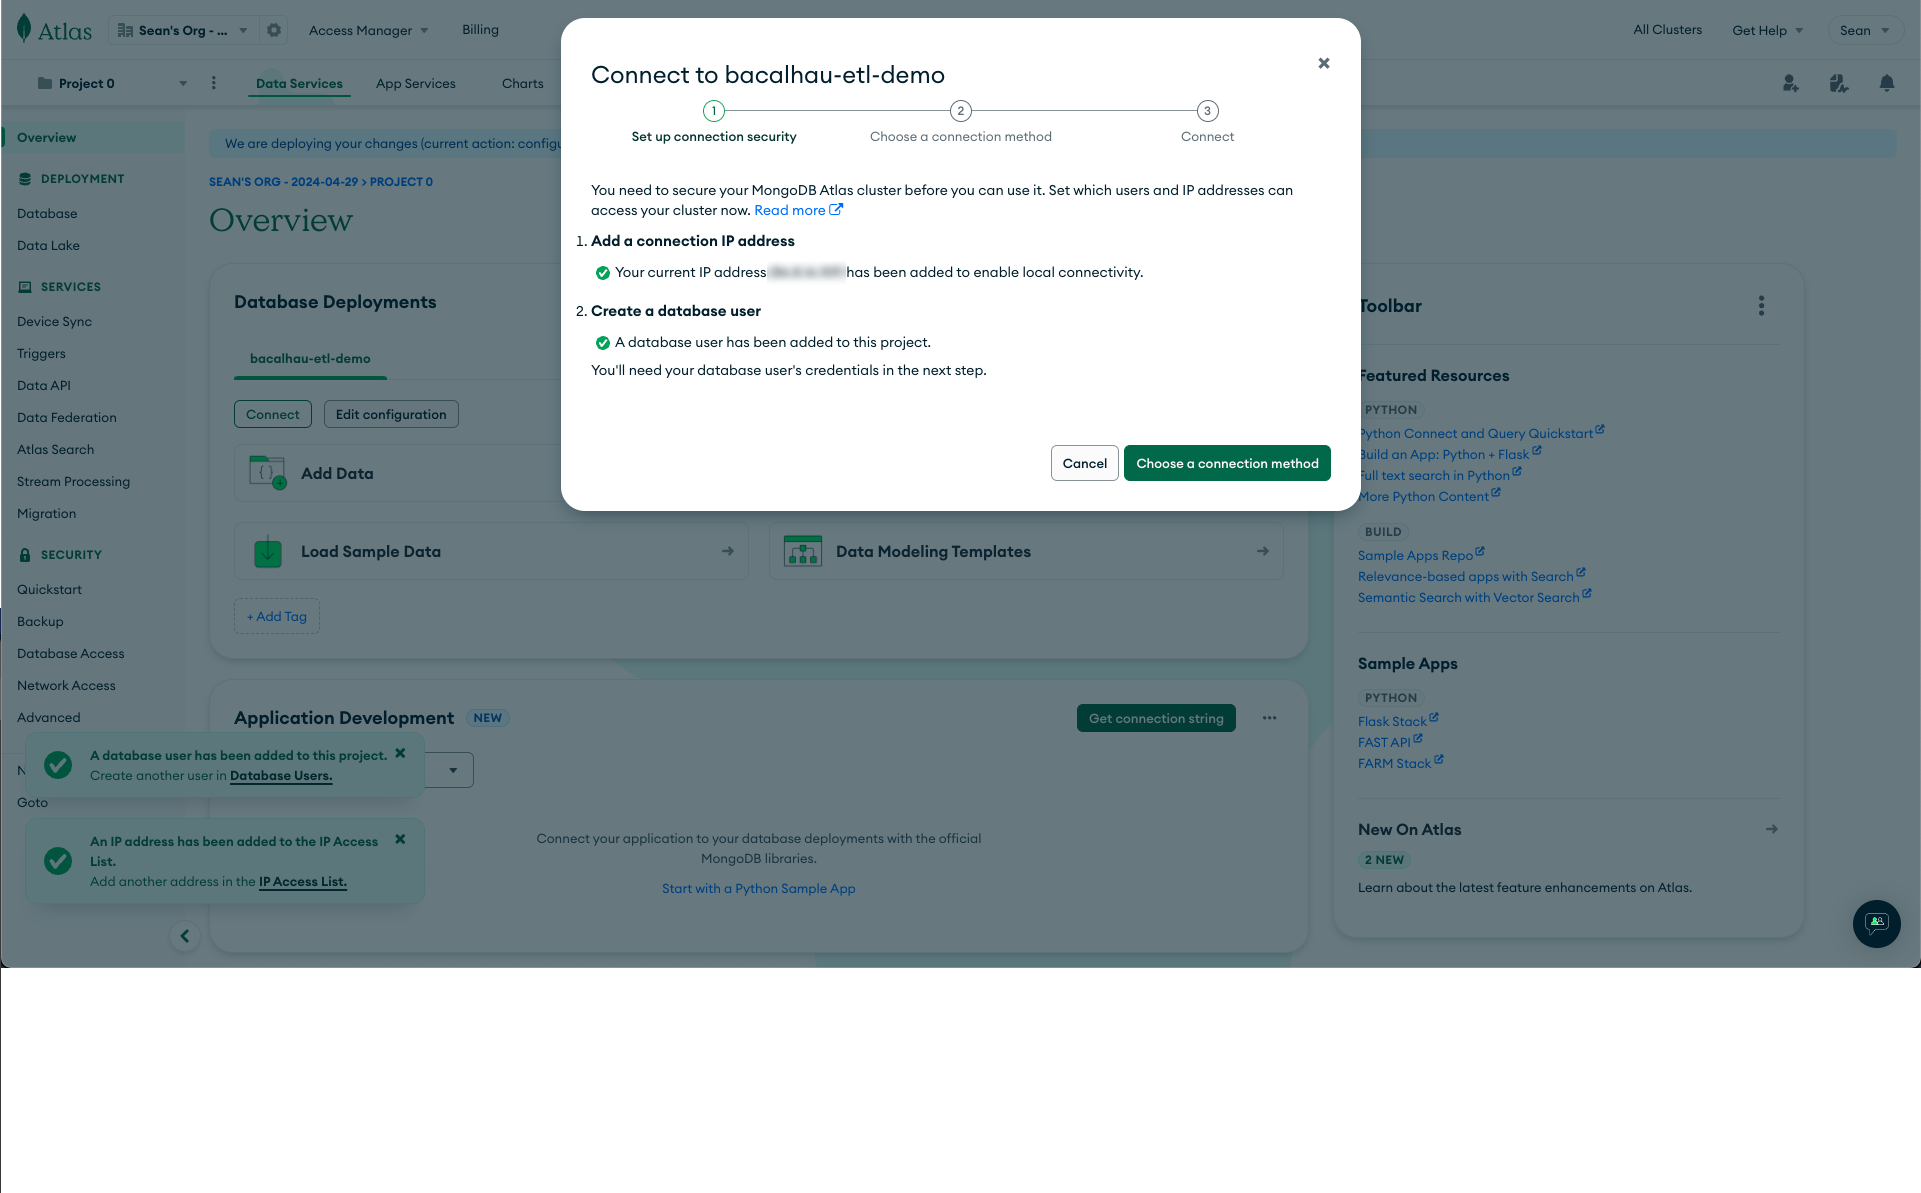 Atlas
Sean's Org - ...
Access Manager
Billing
All Clusters
Get Help
Sean
Project 0
Data Services
App Services
Charts
Overview
DEPLOYMENT
Database
Data Lake
SERVICES
Device Sync
Triggers
Data API
Data Federation
Atlas Search
Stream Processing
Migration
SECURITY
Quickstart
Backup
Database Access
Network Access
Advanced
Goto
We are deploying your changes (current action: configu
SEAN'S ORG - 2024-04-29 > PROJECT 0
Overview
Database Deployments
bacalhau-etl-demo
Connect
Edit configuration
Add Data
Load Sample Data
Data Modeling Templates
+ Add Tag
Application Development
NEW
Get connection string
Connect your application to your database deployments with the official
MongoDB libraries.
Start with a Python Sample App
Connect to bacalhau-etl-demo
1
2
3
Set up connection security
Choose a connection method
Connect
You need to secure your MongoDB Atlas cluster before you can use it. Set which users and IP addresses can
access your cluster now. Read more
1. Add a connection IP address
Your current IP address has been added to enable local connectivity.
2. Create a database user
A database user has been added to this project.
You'll need your database user's credentials in the next step.
Cancel
Choose a connection method
Toolbar
Featured Resources
PYTHON
Python Connect and Query Quickstart
Build an App: Python + Flask
Full text search in Python
More Python Content
BUILD
Sample Apps Repo
Relevance-based apps with Search
Semantic Search with Vector Search
Sample Apps
PYTHON
Flask Stack
FAST API
FARM Stack
New On Atlas
2 NEW
Learn about the latest feature enhancements on Atlas.
A database user has been added to this project.
Create another user in Database Users.
An IP address has been added to the IP Access
List.
Add another address in the IP Access List.